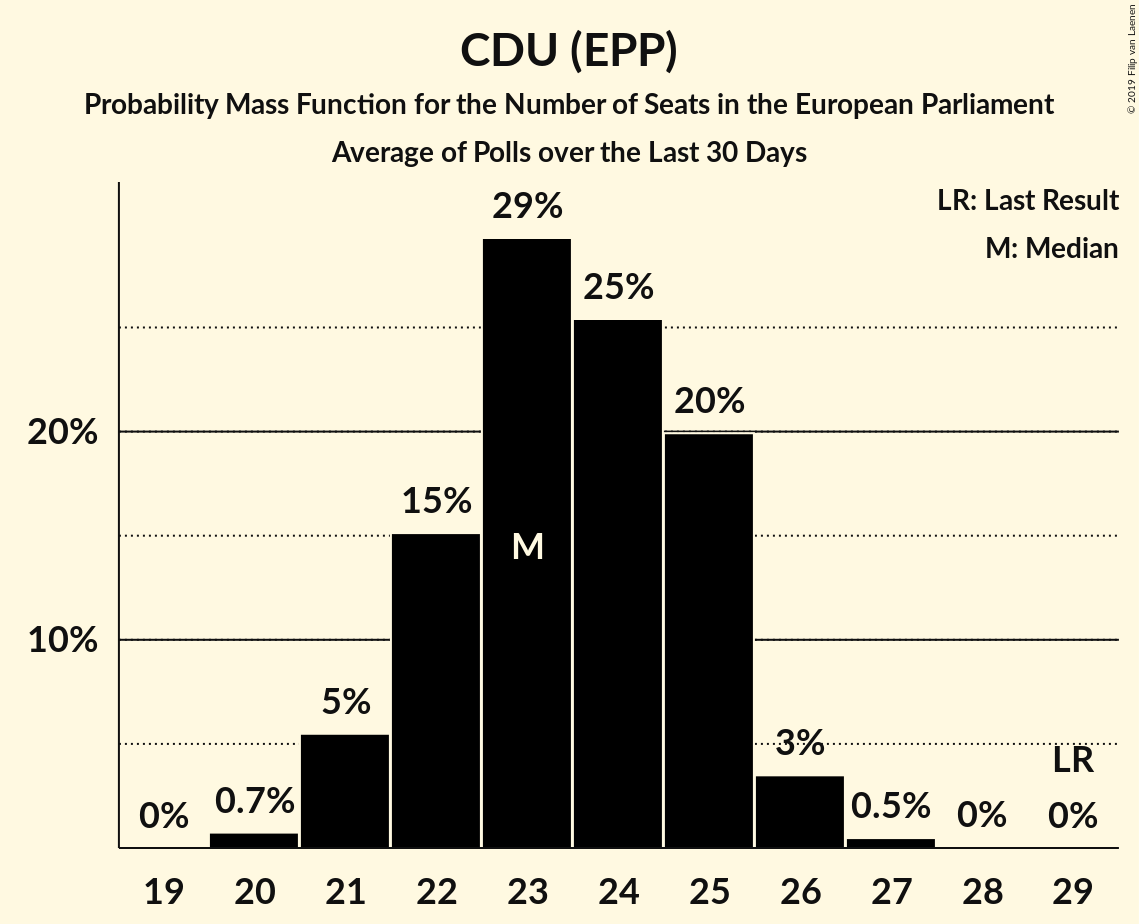 © 2019 Filip van Laenen
CDU (EPP)
Probability Mass Function for the Number of Seats in the European Parliament
Average of Polls over the Last 30 Days
LR: Last Result
M: Median
29%
25%
20%
20%
15%
M
10%
5%
3%
LR
0%
0.7%
0.5%
0%
0%
19 20 21 22 23 24 25 26 27 28 29